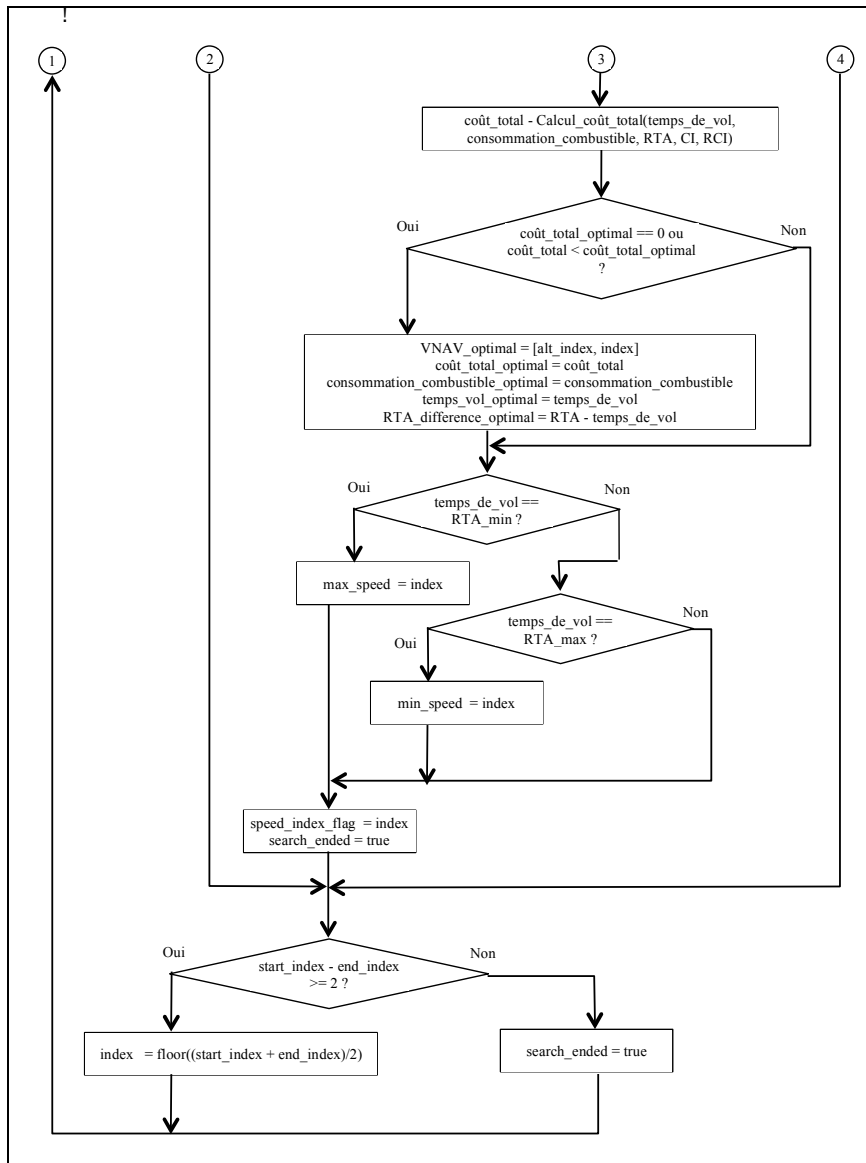 !
1
2
3
4
coût_total - Calcul_coût_total(temps_de_vol,
consommation_combustible, RTA, CI, RCI)
Oui
Non
coût_total_optimal == 0 ou
coût_total < coût_total_optimal
?
VNAV_optimal = [alt_index, index]
coût_total_optimal = coût_total
consommation_combustible_optimal = consommation_combustible
temps_vol_optimal = temps_de_vol
RTA_difference_optimal = RTA - temps_de_vol
Oui
Non
temps_de_vol ==
RTA_min ?
max_speed = index
Non
temps_de_vol ==
RTA_max ?
Oui
min_speed = index
speed_index_flag = index
search_ended = true
Oui
Non
start_index - end_index
>= 2 ?
index = floor((start_index + end_index)/2)
search_ended = true